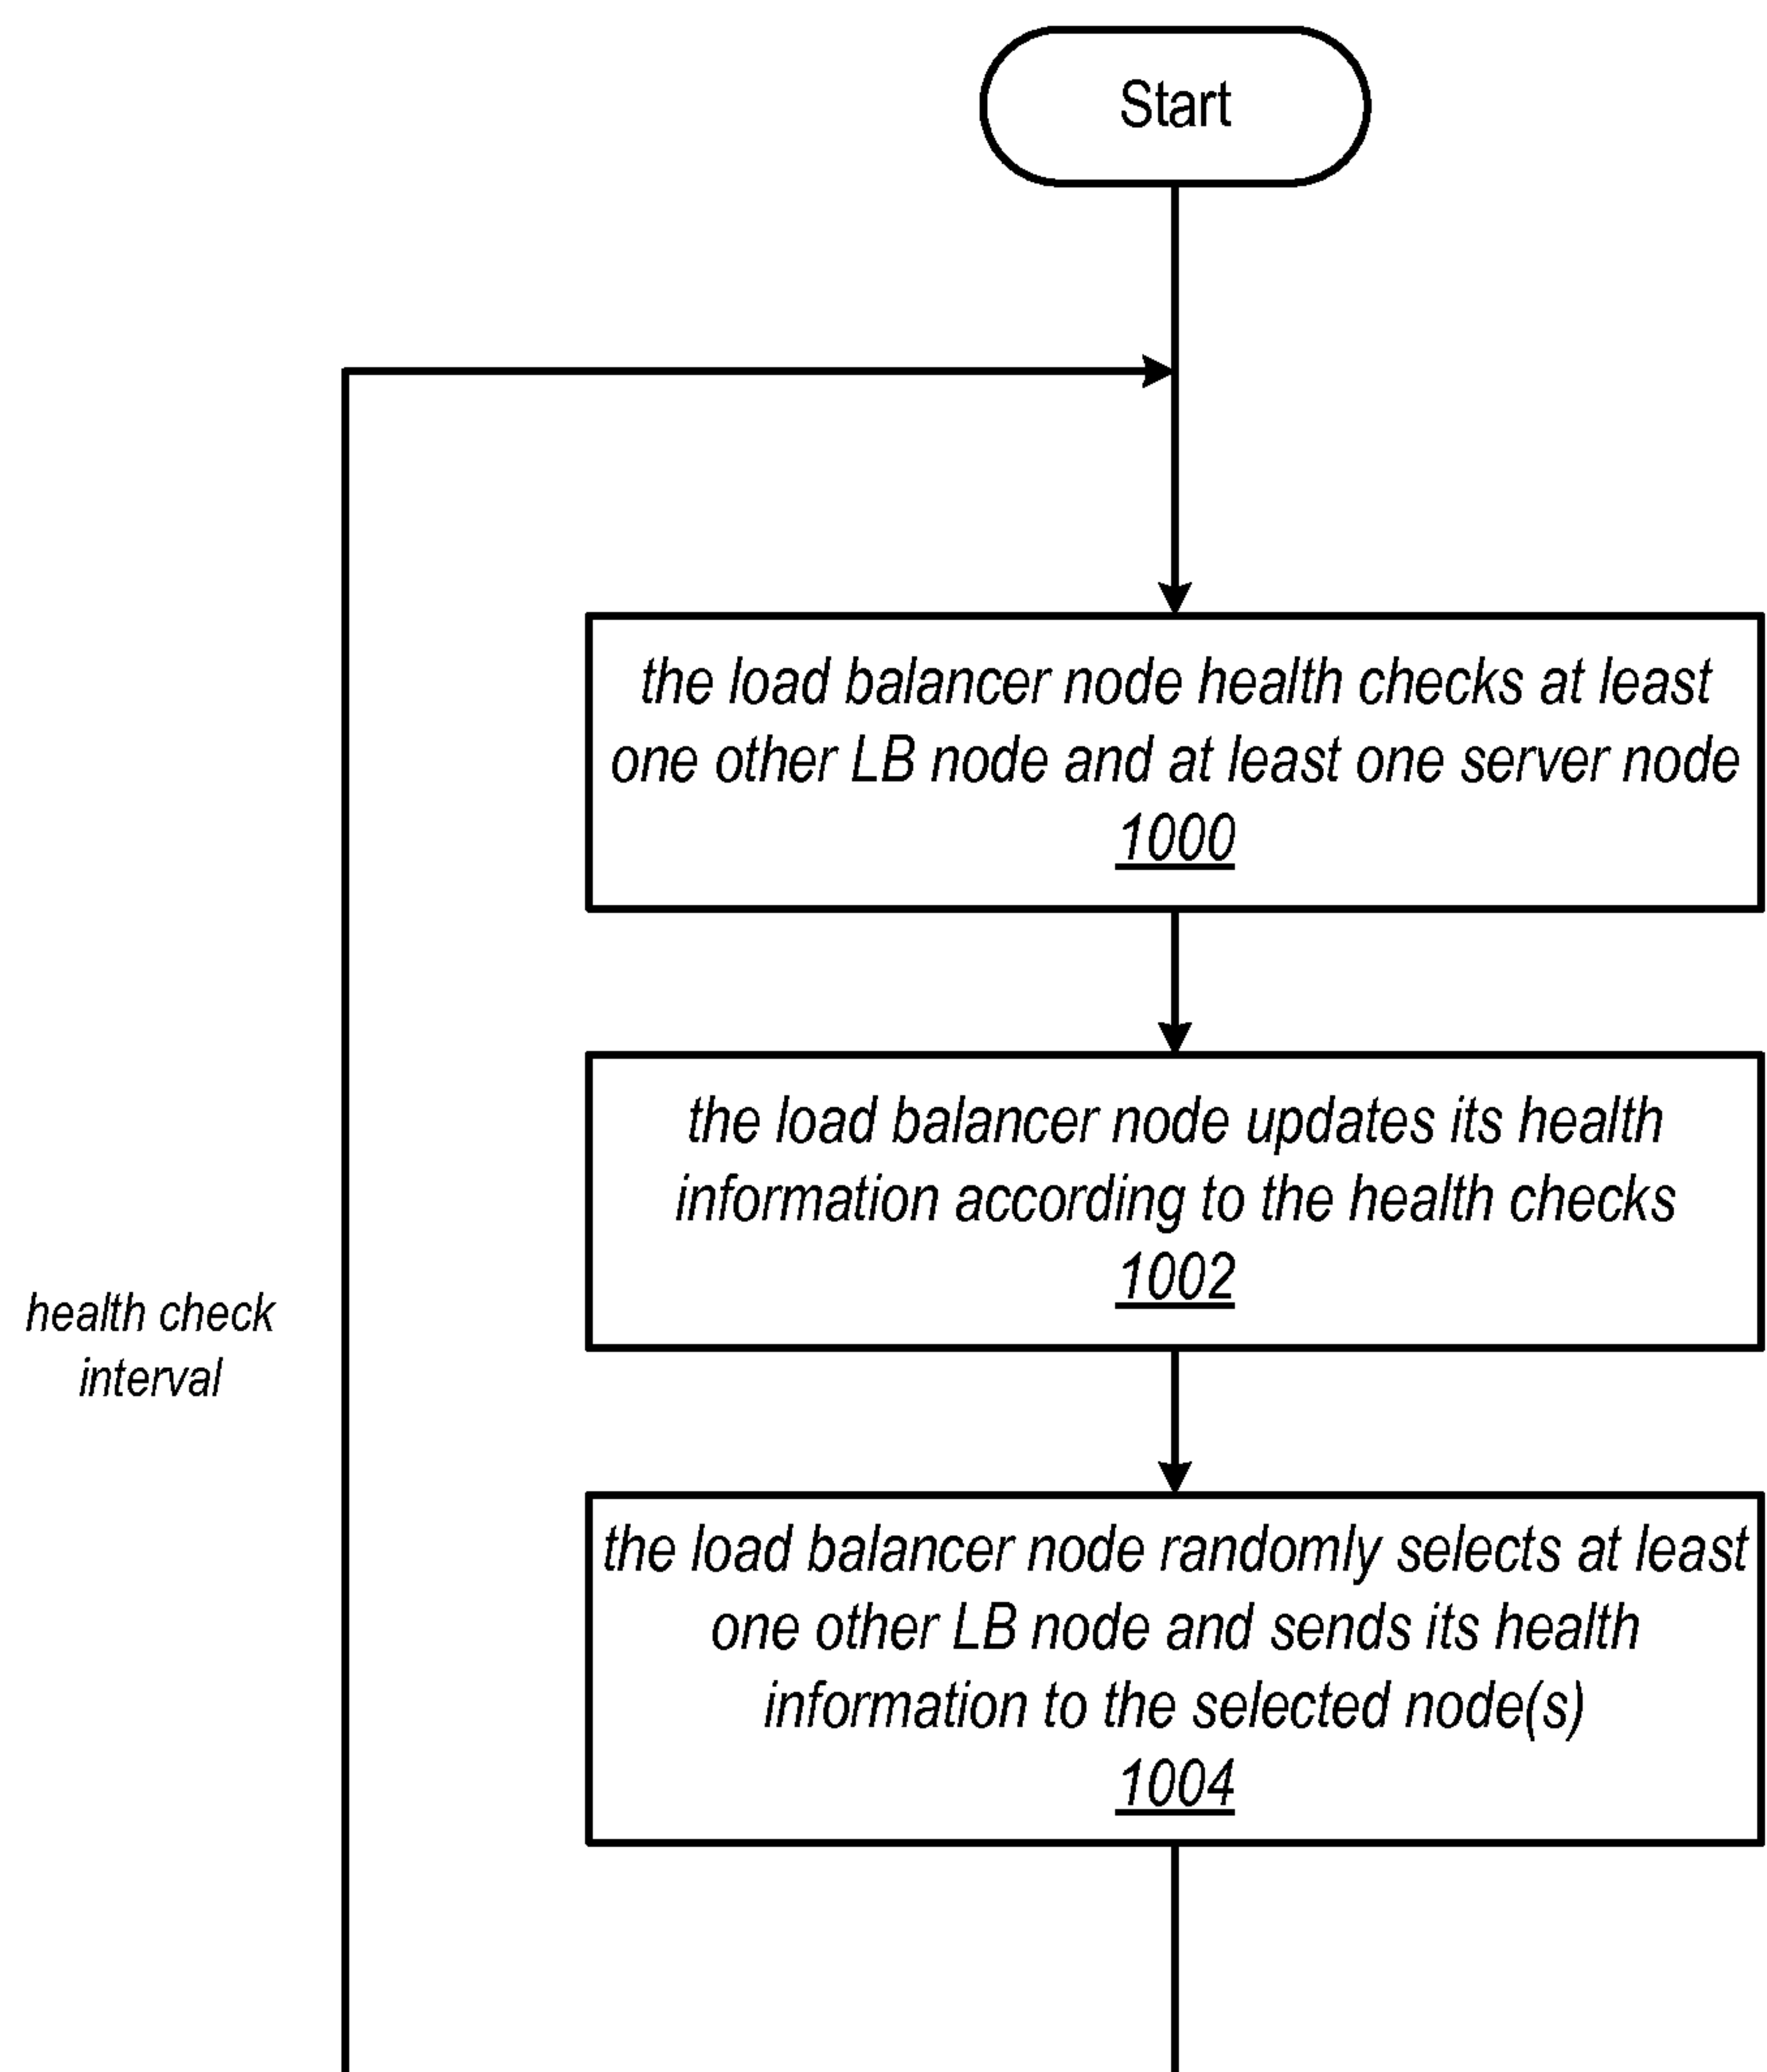 Start
the load balancer node health checks at least
one other LB node and at least one server node
1000
the load balancer node updates its health
information according to the health checks
1002
health check
interval
the load balancer node randomly selects at least
one other LB node and sends its health
information to the selected node(s)
1004